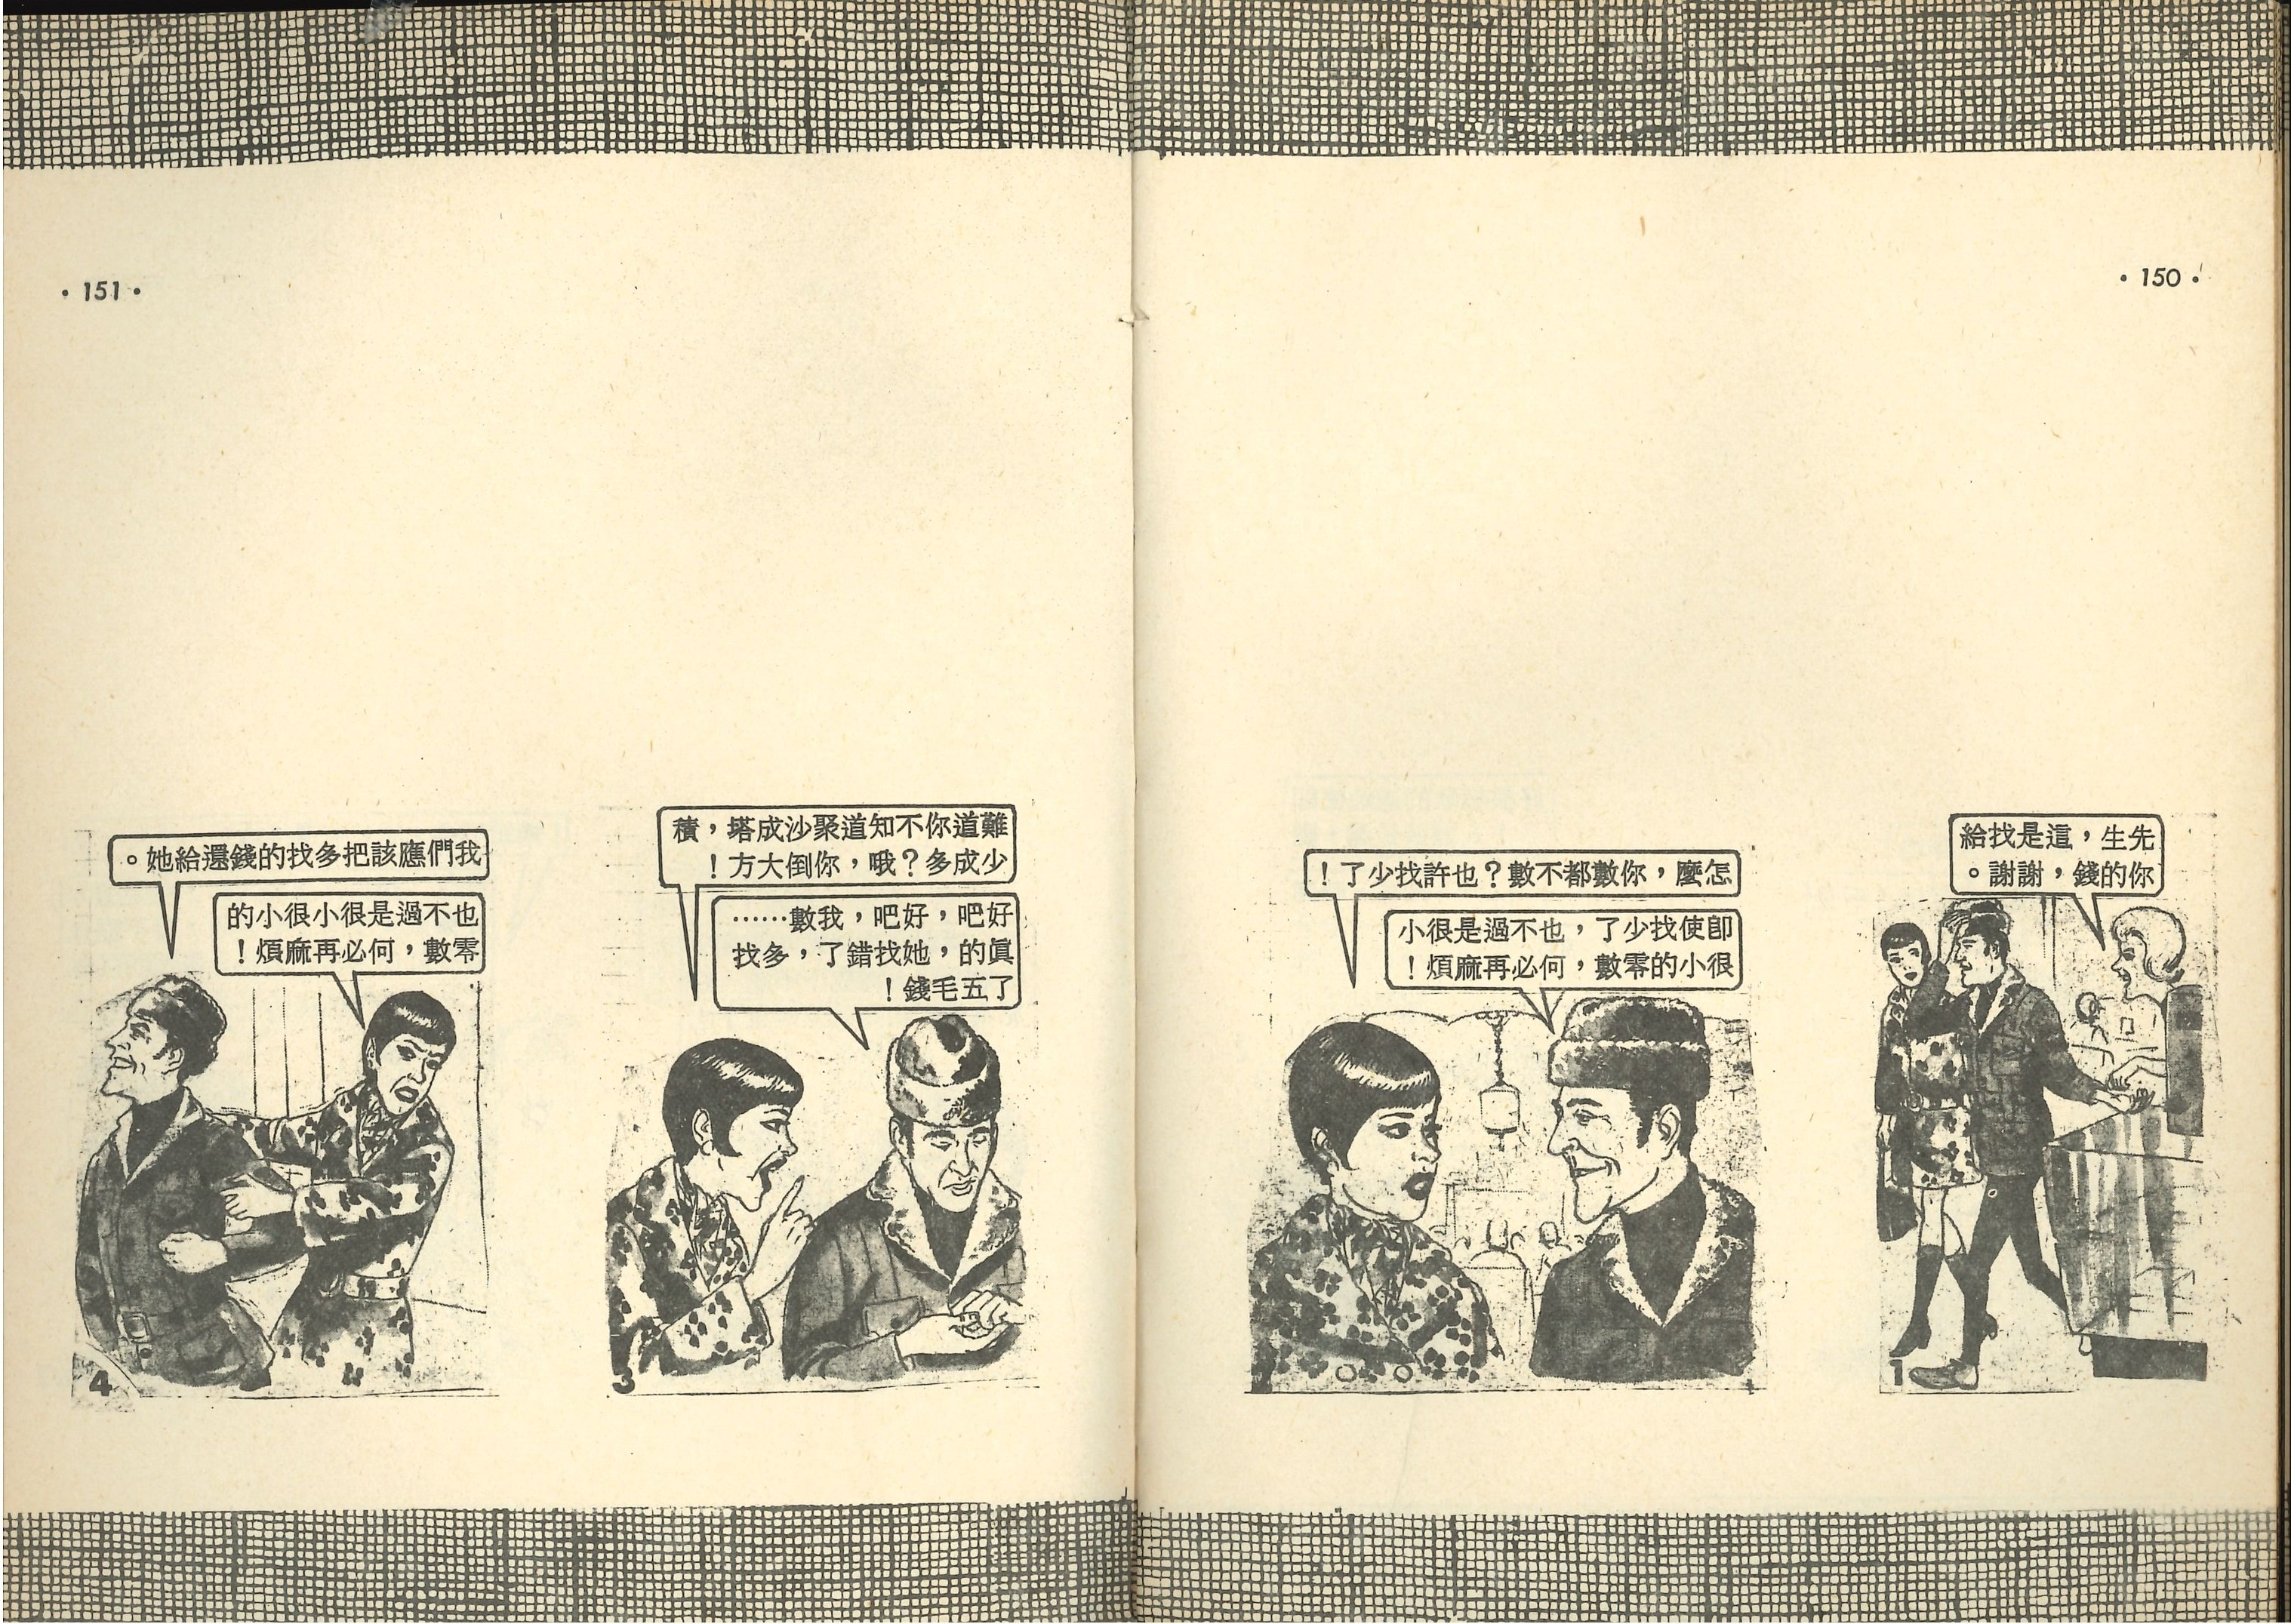 • 150 •
先生，這是找給
你的錢，謝謝。
1
怎麼，你數都不數？也許找少了！
卽使找少了，也不過是很小
很小的零數，何必再麻煩！
• 151 •
難道你不知道聚沙成塔，積
少成多？哦，你倒大方！
好吧，好吧，我數……
眞的，她找錯了，多找
了五毛錢！
3
我們應該把多找的錢還給她。
也不過是很小很小的
零數，何必再麻煩！
4